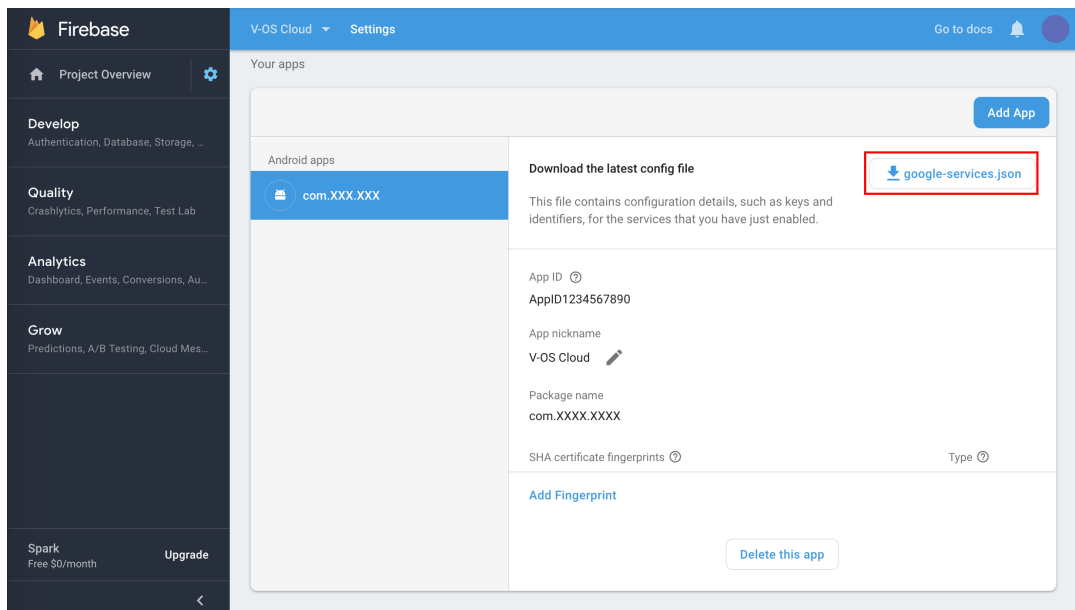 Firebase
V-OS Cloud
Settings
Go to docs
Project Overview
Develop
Authentication, Database, Storage, ...
Quality
Crashlytics, Performance, Test Lab
Analytics
Dashboard, Events, Conversions, Au...
Grow
Predictions, A/B Testing, Cloud Mes...
Spark
Free $0/month
Upgrade
Your apps
Add App
Android apps
com.XXX.XXX
Download the latest config file
google-services.json
This file contains configuration details, such as keys and
identifiers, for the services that you have just enabled.
App ID
AppID1234567890
App nickname
V-OS Cloud
Package name
com.XXXX.XXXX
SHA certificate fingerprints
Type
Add Fingerprint
Delete this app